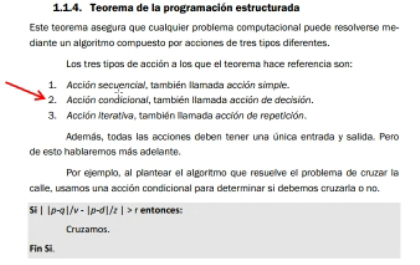 1.1.4. Teorema de la programación estructurada
Este teorema asegura que cualquier problema computacional puede resolverse me-
diante un algoritmo compuesto por acciones de tres tipos diferentes.
Los tres tipos de acción a los que el teorema hace referencia son:
1. Acción secuencial, también llamada acción simple.
2. Acción condicional, también llamada acción de decisión.
3. Acción iterativa, también llamada acción de repetición.
Además, todas las acciones deben tener una única entrada y salida. Pero
de esto hablaremos más adelante.
Por ejemplo, al plantear el algoritmo que resuelve el problema de cruzar la
calle, usamos una acción condicional para determinar si debemos cruzarla o no.
Si | |p-q|/v - |p-d|/z | > r entonces:
Cruzamos.
Fin Si.